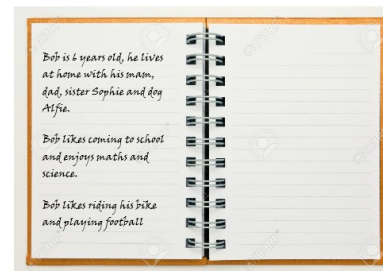 Bob is 6 years old, he lives
at home with his mam,
dad, sister Sophie and dog
Alfie.
Bob likes coming to school
and enjoys maths and
science.
Bob likes riding his bike
and playing football